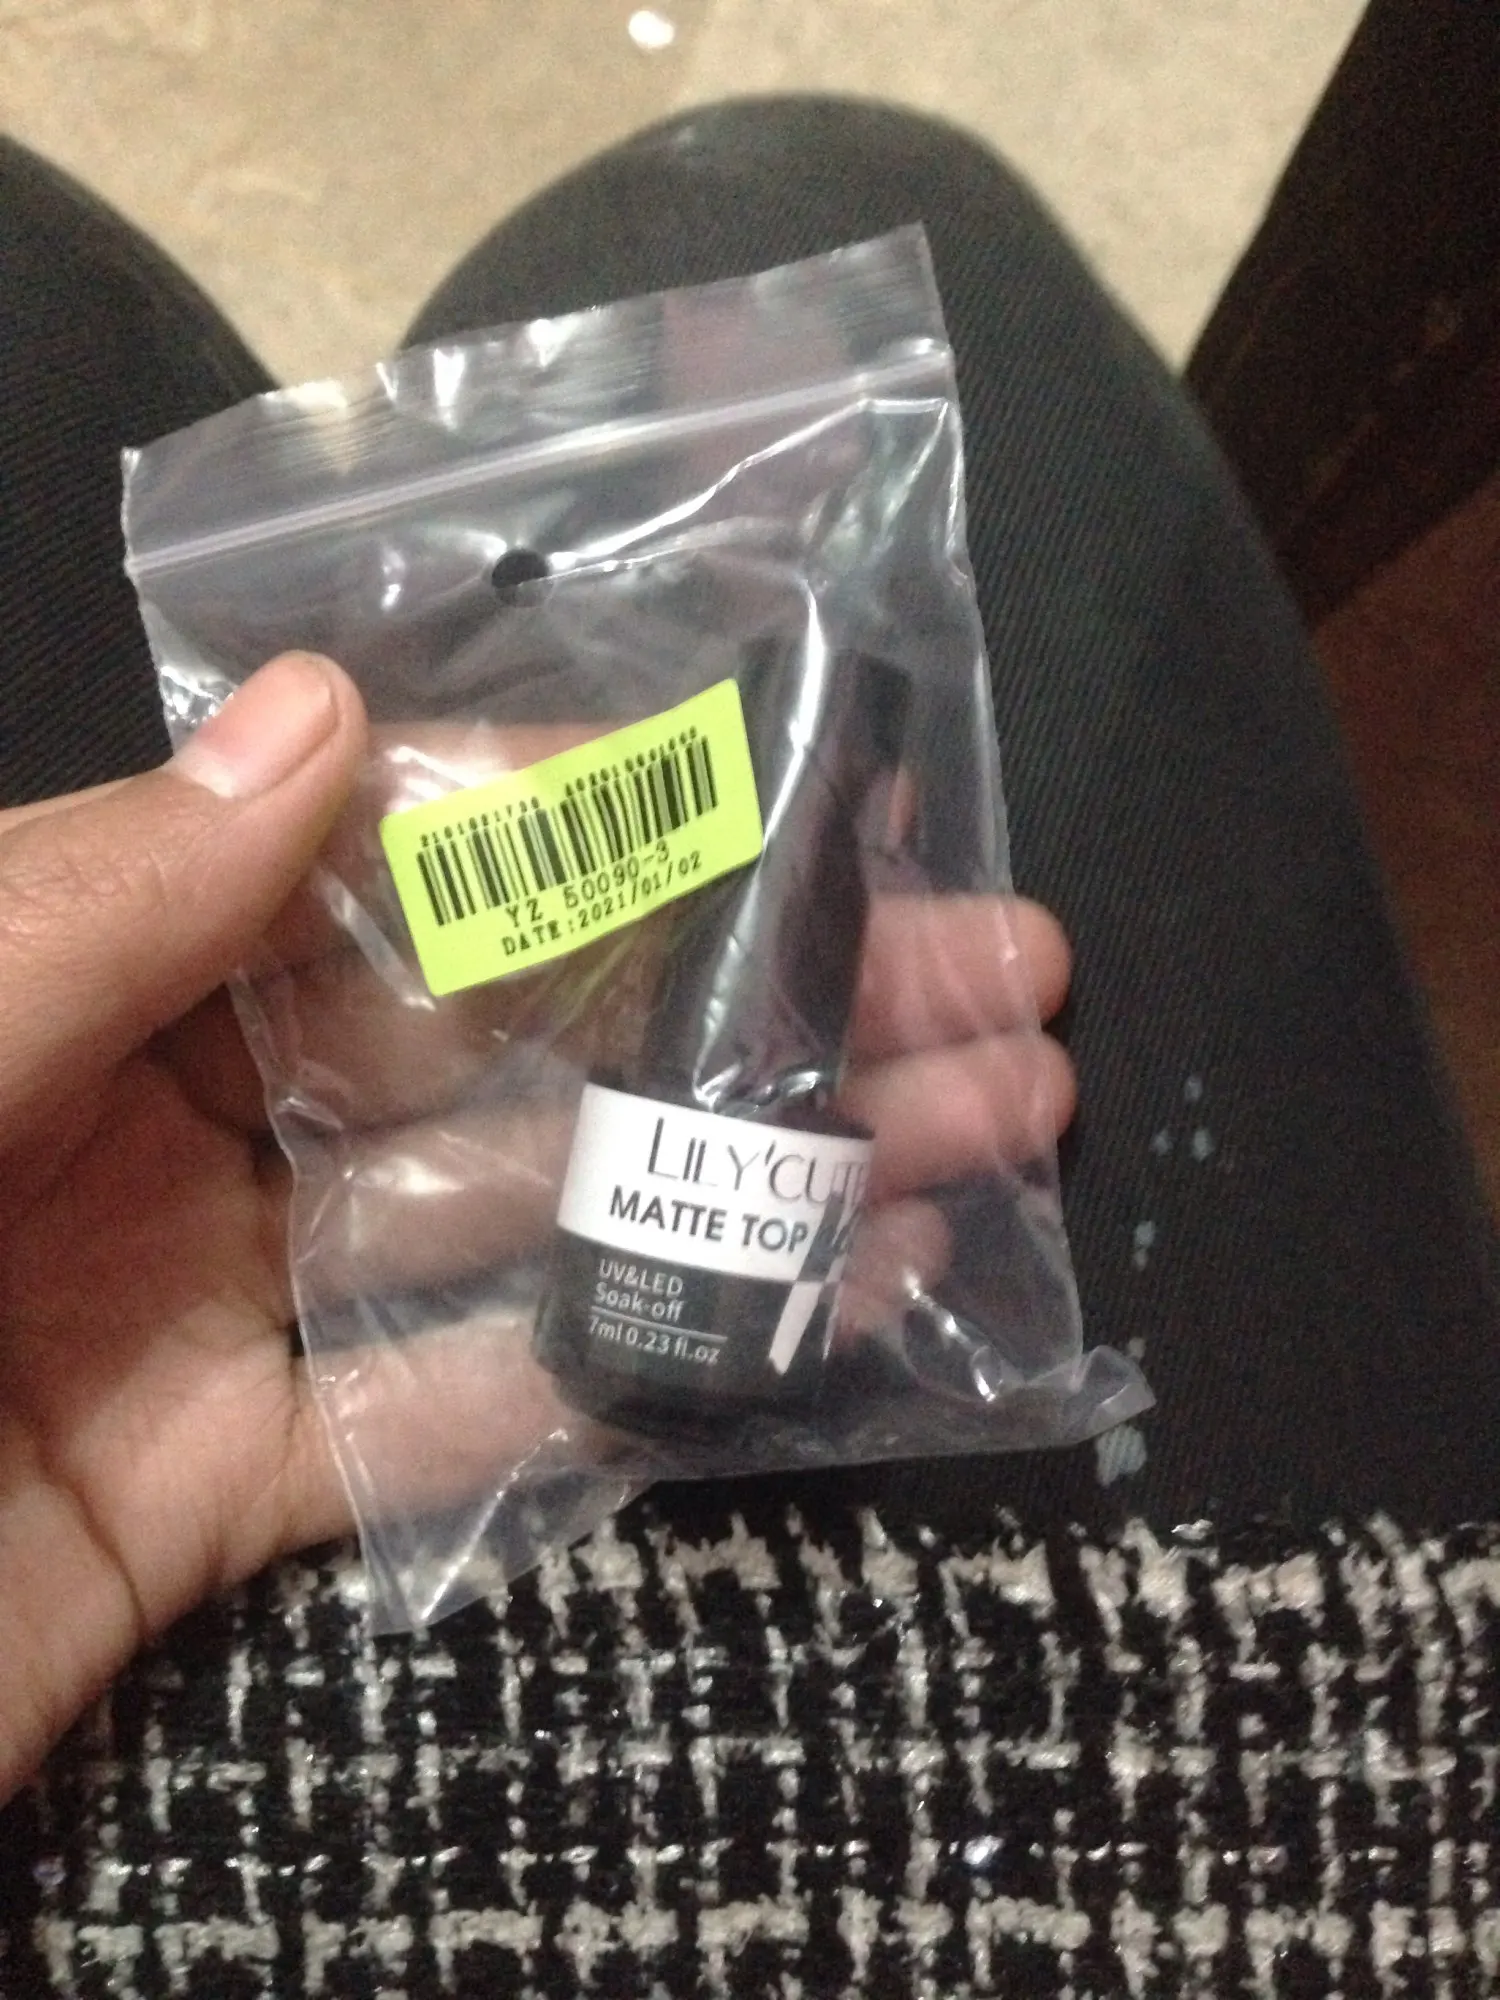 YZ 50090-3
DATE:2021/01/02
LILY'CUTE
MATTE TOP
UV&LED
Soak-off
7ml 0.23 fl.oz